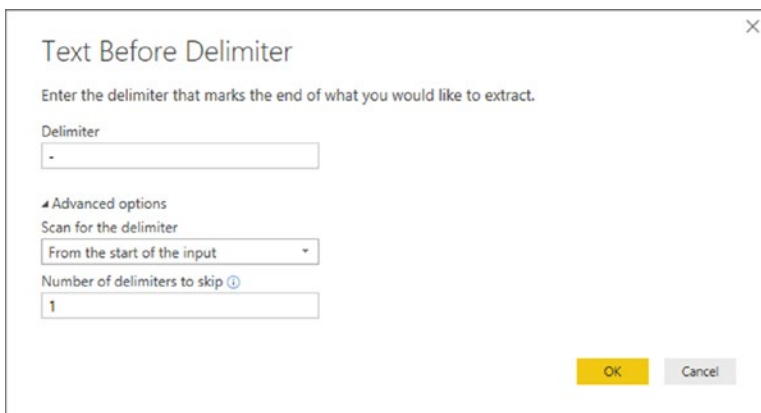 Text Before Delimiter
Enter the delimiter that marks the end of what you would like to extract.
Delimiter
-
Advanced options
Scan for the delimiter
From the start of the input
Number of delimiters to skip
1
OK Cancel